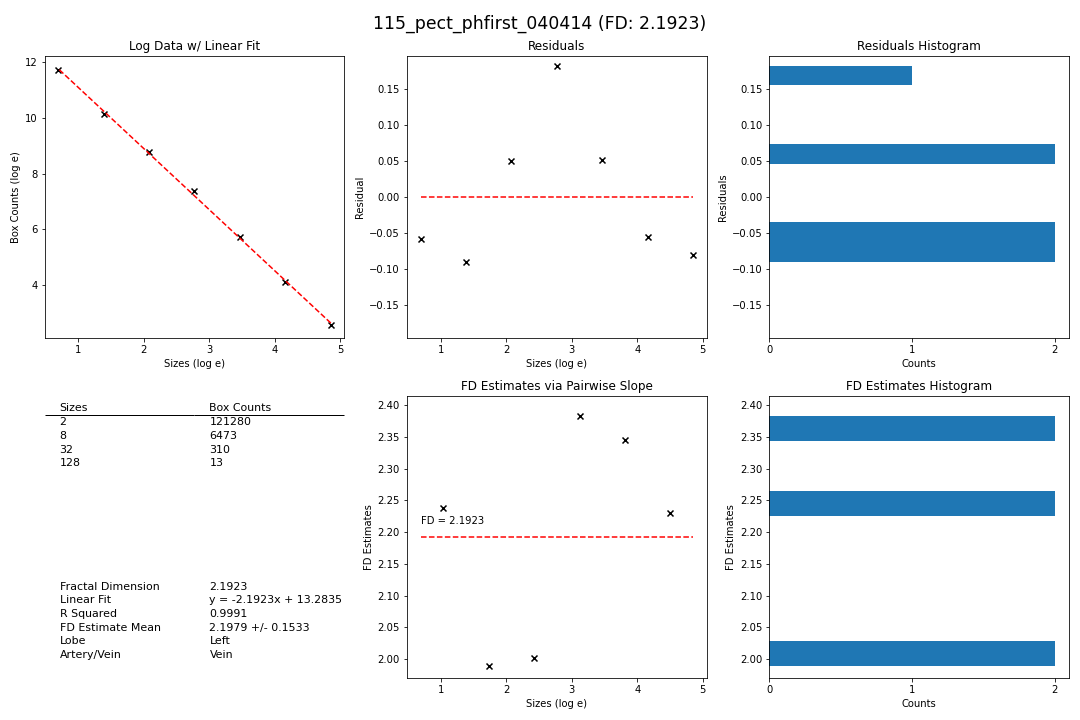 115_pect_phfirst_040414 (FD: 2.1923)
Log Data w/ Linear Fit
Box Counts (log e)
12
10
8
6
4
1 2 3 4 5
Sizes (log e)
Residuals
Residual
0.15
0.10
0.05
0.00
−0.05
−0.10
−0.15
1 2 3 4 5
Sizes (log e)
Residuals Histogram
Residuals
0.15
0.10
0.05
0.00
−0.05
−0.10
−0.15
0 1 2
Counts
Sizes Box Counts
2 121280
8 6473
32 310
128 13
Fractal Dimension 2.1923
Linear Fit y = -2.1923x + 13.2835
R Squared 0.9991
FD Estimate Mean 2.1979 +/- 0.1533
Lobe Left
Artery/Vein Vein
FD Estimates via Pairwise Slope
FD Estimates
2.40
2.35
2.30
2.25
2.20
2.15
2.10
2.05
2.00
FD = 2.1923
1 2 3 4 5
Sizes (log e)
FD Estimates Histogram
FD Estimates
2.40
2.35
2.30
2.25
2.20
2.15
2.10
2.05
2.00
0 1 2
Counts